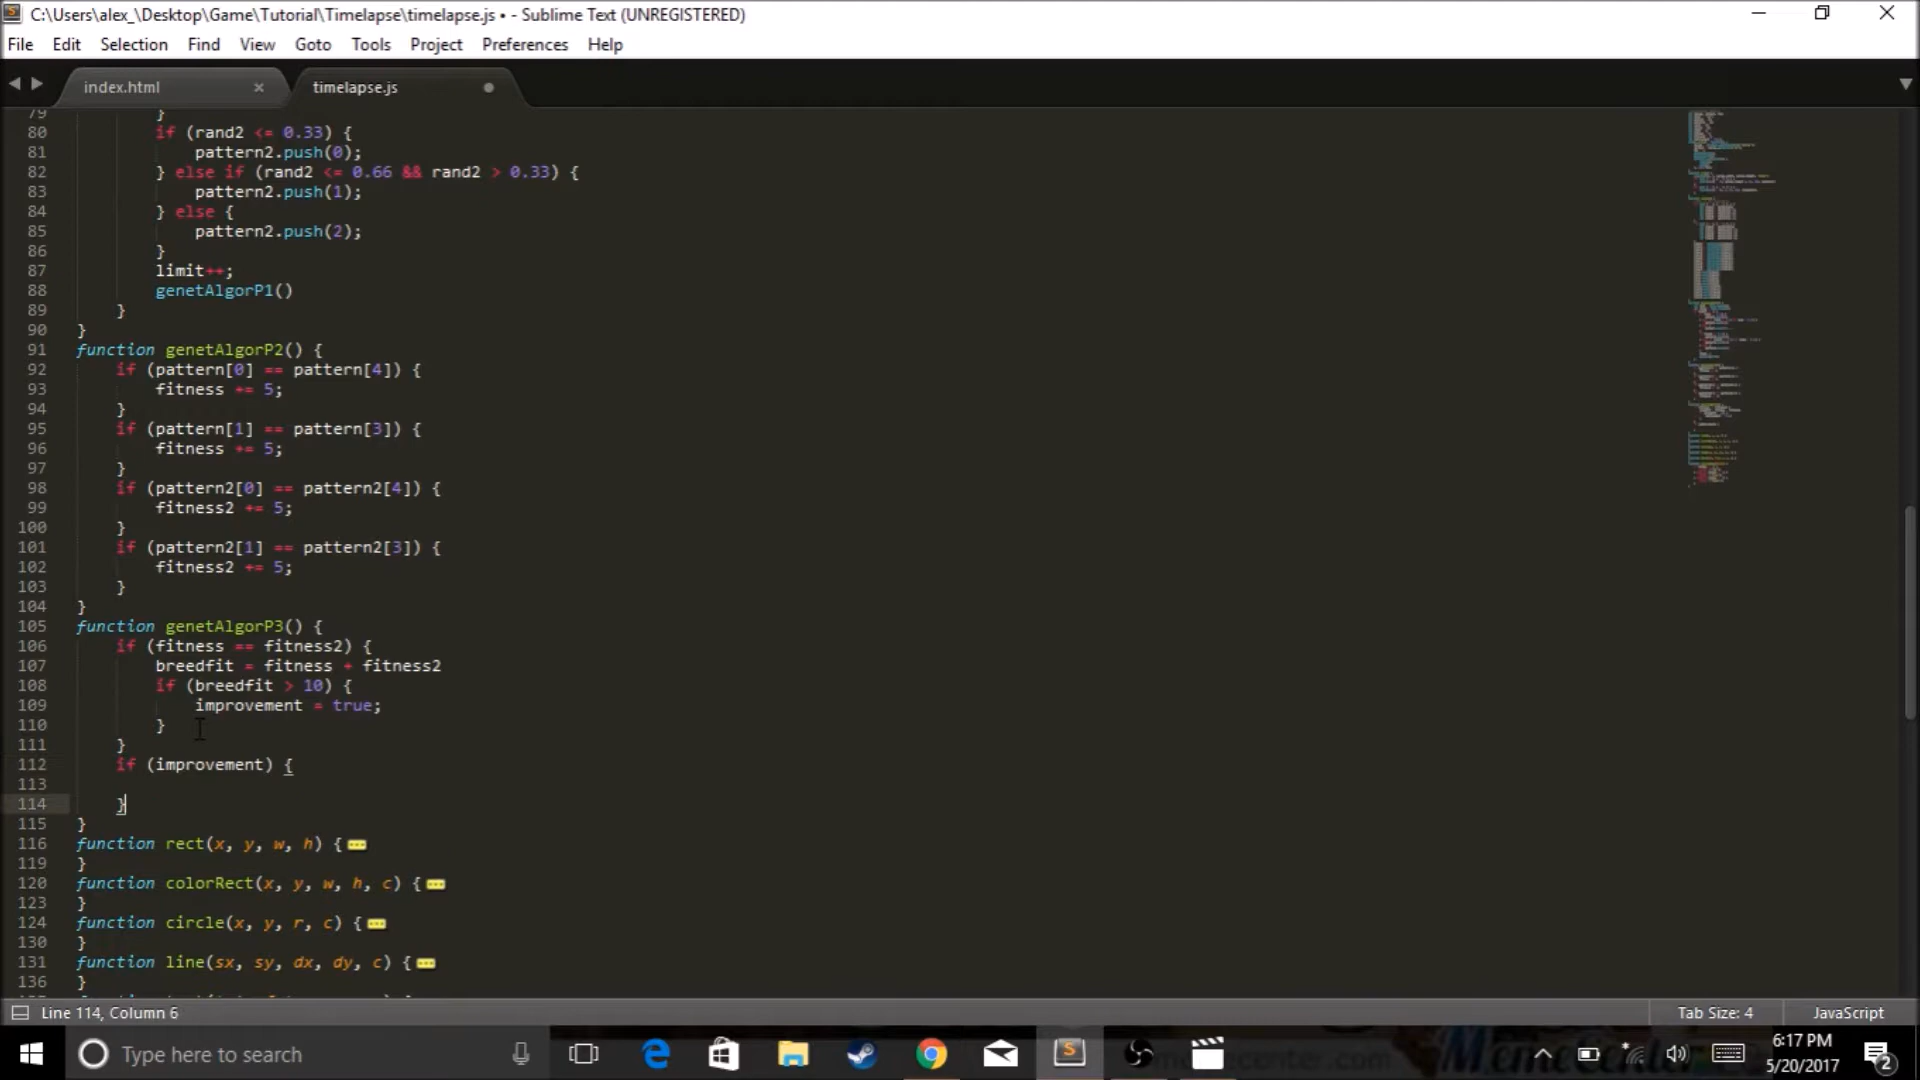 C:\Users\alex_\Desktop\Game\Tutorial\Timelapse\timelapse.js • - Sublime Text (UNREGISTERED)
File Edit Selection Find View Goto Tools Project Preferences Help
index.html × timelapse.js
79 }
80 if (rand2 <= 0.33) {
81 pattern2.push(0);
82 } else if (rand2 <= 0.66 && rand2 > 0.33) {
83 pattern2.push(1);
84 } else {
85 pattern2.push(2);
86 }
87 limit++;
88 genetAlgorP1()
89 }
90 }
91 function genetAlgorP2() {
92 if (pattern[0] == pattern[4]) {
93 fitness += 5;
94 }
95 if (pattern[1] == pattern[3]) {
96 fitness += 5;
97 }
98 if (pattern2[0] == pattern2[4]) {
99 fitness2 += 5;
100 }
101 if (pattern2[1] == pattern2[3]) {
102 fitness2 += 5;
103 }
104 }
105 function genetAlgorP3() {
106 if (fitness == fitness2) {
107 breedfit = fitness + fitness2
108 if (breedfit > 10) {
109 improvement = true;
110 }
111 }
112 if (improvement) {
113
114 }
115 }
116 function rect(x, y, w, h) {
119 }
120 function colorRect(x, y, w, h, c) {
123 }
124 function circle(x, y, r, c) {
130 }
131 function line(sx, sy, dx, dy, c) {
136 }
Line 114, Column 6 Tab Size: 4 JavaScript
Type here to search
6:17 PM
5/20/2017
2